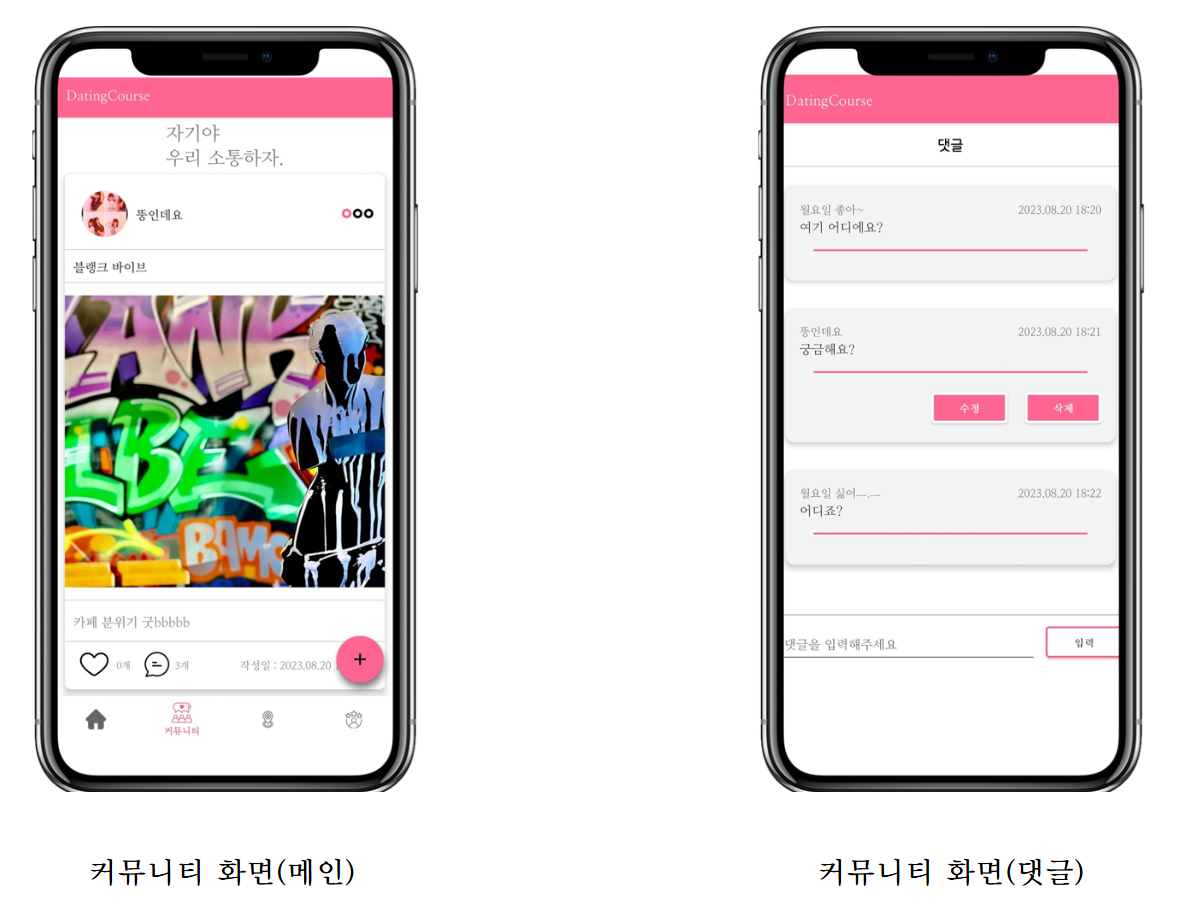 DatingCourse
자기야
우리 소통하자.
뚱인데요
블랭크 바이브
ANK
IBE
BAMC
카페 분위기 굿bbbbb
0개 3개 작성일 : 2023.08.20
커뮤니티
커뮤니티 화면(메인)
DatingCourse
댓글
월요일 좋아~ 2023.08.20 18:20
여기 어디에요?
뚱인데요 2023.08.20 18:21
궁금해요?
수정 삭제
월요일 싫어ㅡ.ㅡ 2023.08.20 18:22
어디죠?
댓글을 입력해주세요 입력
커뮤니티 화면(댓글)